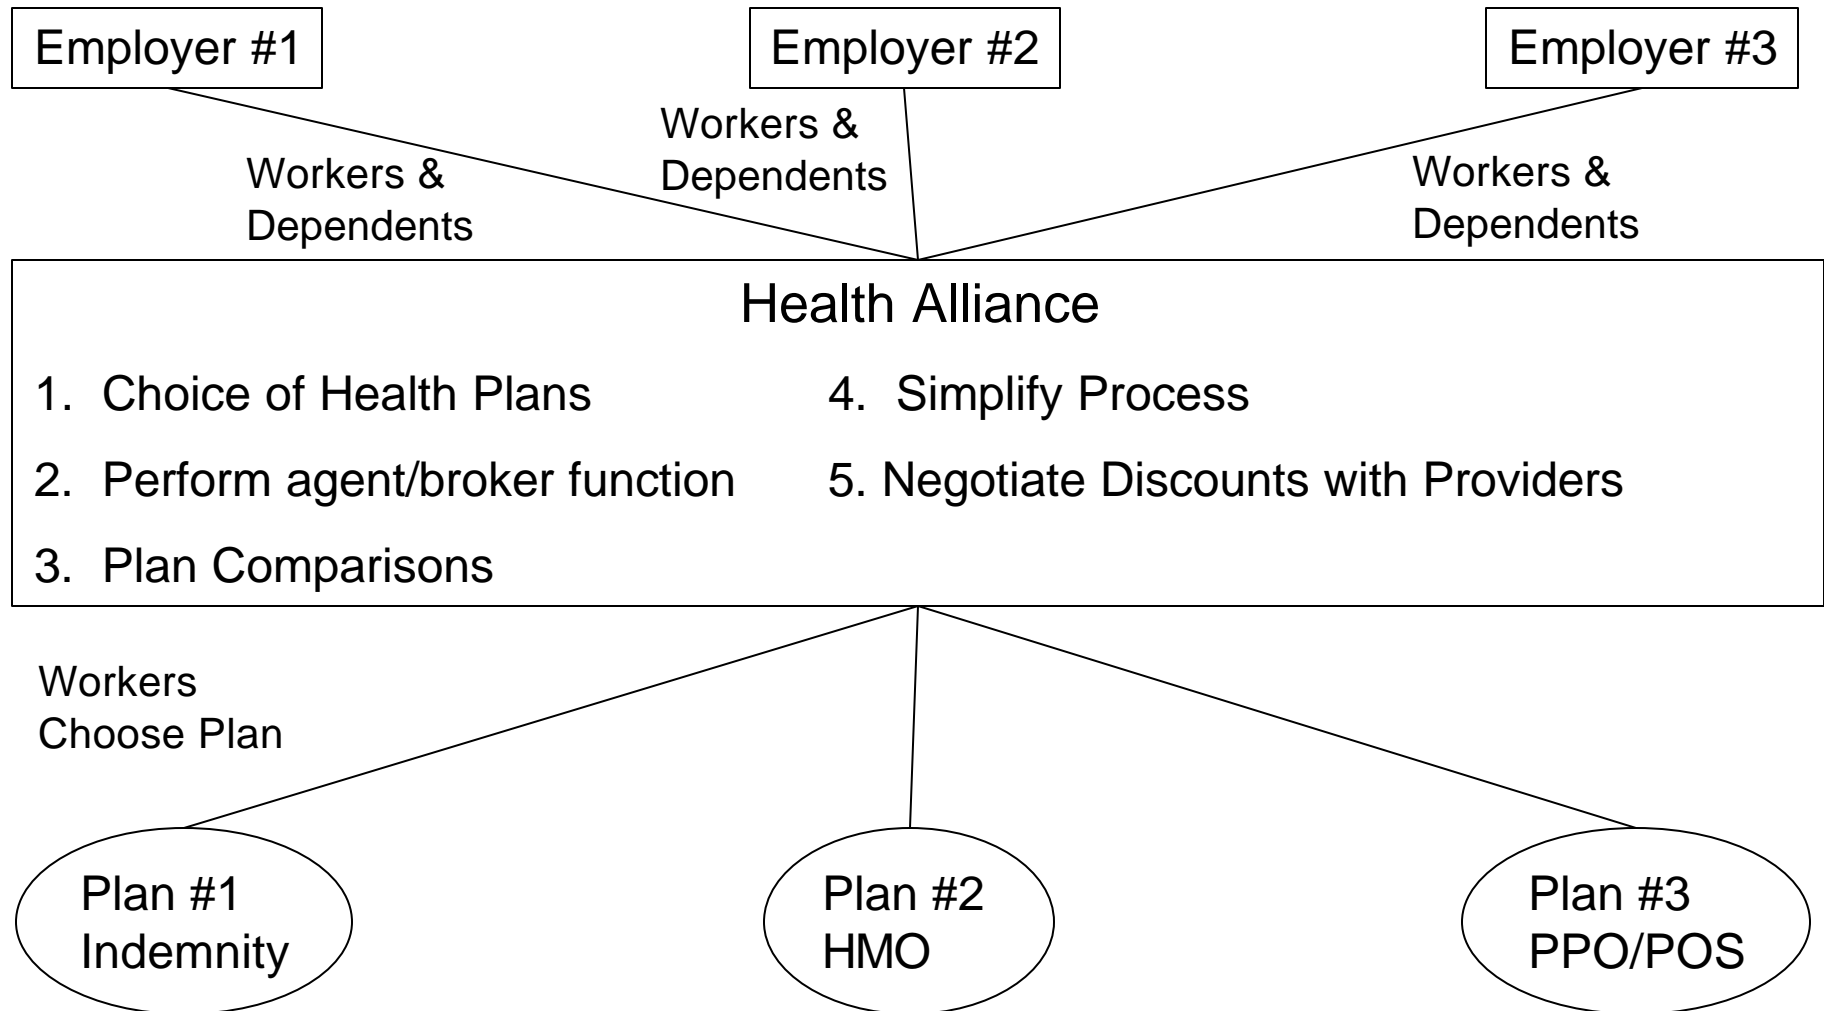 Employer #1
Employer #2
Employer #3
Workers &
Dependents
Workers &
Dependents
Workers &
Dependents
Health Alliance
1. Choice of Health Plans
2. Perform agent/broker function
3. Plan Comparisons
4. Simplify Process
5. Negotiate Discounts with Providers
Workers
Choose Plan
Plan #1
Indemnity
Plan #2
HMO
Plan #3
PPO/POS